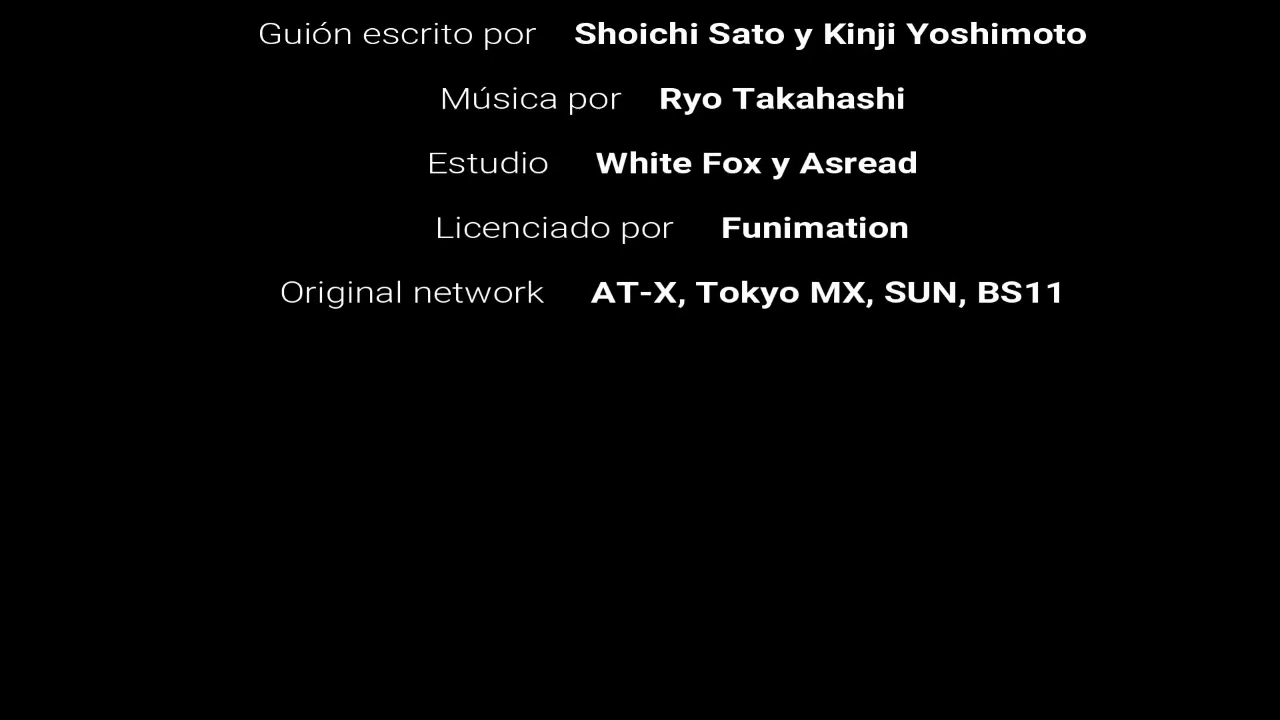 Guión escrito por Shoichi Sato y Kinji Yoshimoto
Música por Ryo Takahashi
Estudio White Fox y Asread
Licenciado por Funimation
Original network AT-X, Tokyo MX, SUN, BS11